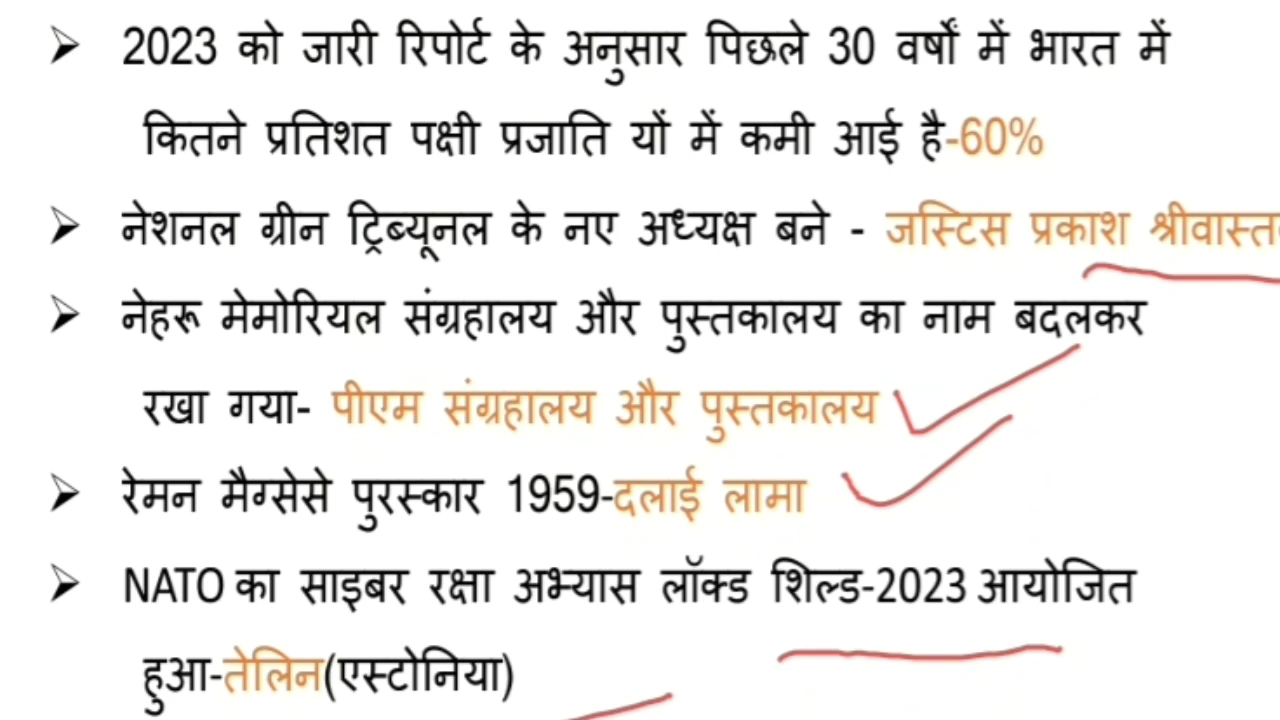 ➢ 2023 को जारी रिपोर्ट के अनुसार पिछले 30 वर्षों में भारत में
कितने प्रतिशत पक्षी प्रजाति यों में कमी आई है-60%
➢ नेशनल ग्रीन ट्रिब्यूनल के नए अध्यक्ष बने - जस्टिस प्रकाश
➢ नेहरू मेमोरियल संग्रहालय और पुस्तकालय का नाम बदलकर
रखा गया- पीएम संग्रहालय और पुस्तकालय
➢ रेमन मैग्सेसे पुरस्कार 1959-दलाई लामा
➢ NATO का साइबर रक्षा अभ्यास लॉक्ड शिल्ड-2023 आयोजित
हुआ-तेलिन(एस्टोनिया)